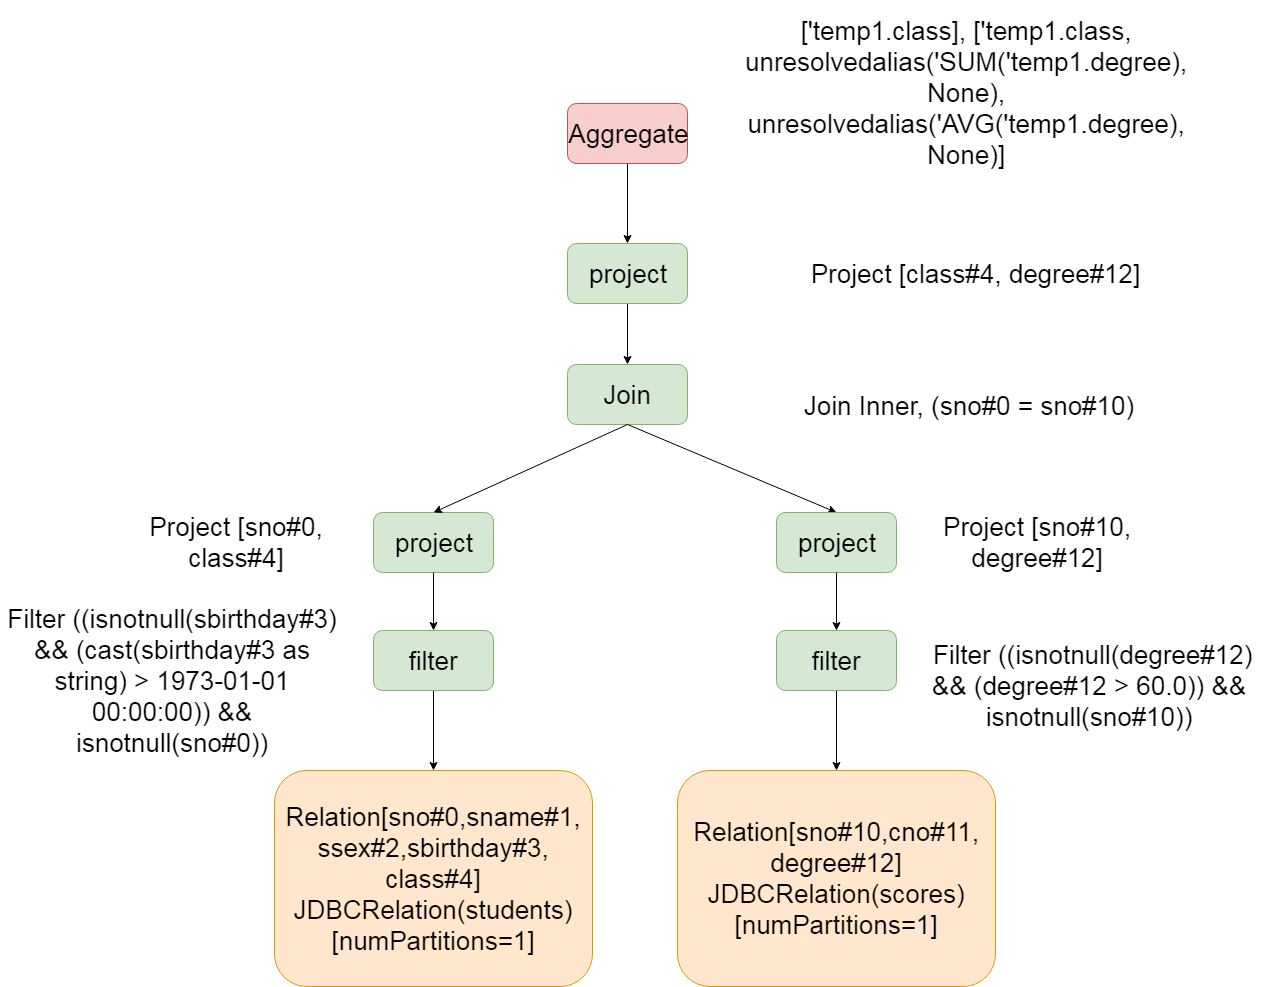 ['temp1.class], ['temp1.class,
unresolvedalias('SUM('temp1.degree),
None),
unresolvedalias('AVG('temp1.degree),
None)]
Aggregate
project
Project [class#4, degree#12]
Join
Join Inner, (sno#0 = sno#10)
Project [sno#0,
class#4]
project
project
Project [sno#10,
degree#12]
Filter ((isnotnull(sbirthday#3)
&& (cast(sbirthday#3 as
string) > 1973-01-01
00:00:00)) &&
isnotnull(sno#0))
filter
filter
Filter ((isnotnull(degree#12)
&& (degree#12 > 60.0)) &&
isnotnull(sno#10))
Relation[sno#0,sname#1,
ssex#2,sbirthday#3,
class#4]
JDBCRelation(students)
[numPartitions=1]
Relation[sno#10,cno#11,
degree#12]
JDBCRelation(scores)
[numPartitions=1]